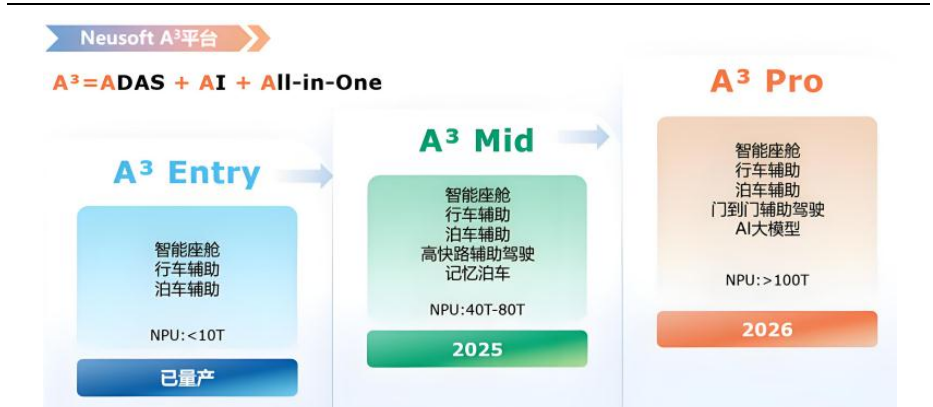 Neusoft A³平台
A³=ADAS + AI + All-in-One
A³ Entry
智能座舱
行车辅助
泊车辅助
NPU:<10T
已量产
A³ Mid
智能座舱
行车辅助
泊车辅助
高快路辅助驾驶
记忆泊车
NPU:40T-80T
2025
A³ Pro
智能座舱
行车辅助
泊车辅助
门到门辅助驾驶
AI大模型
NPU:>100T
2026